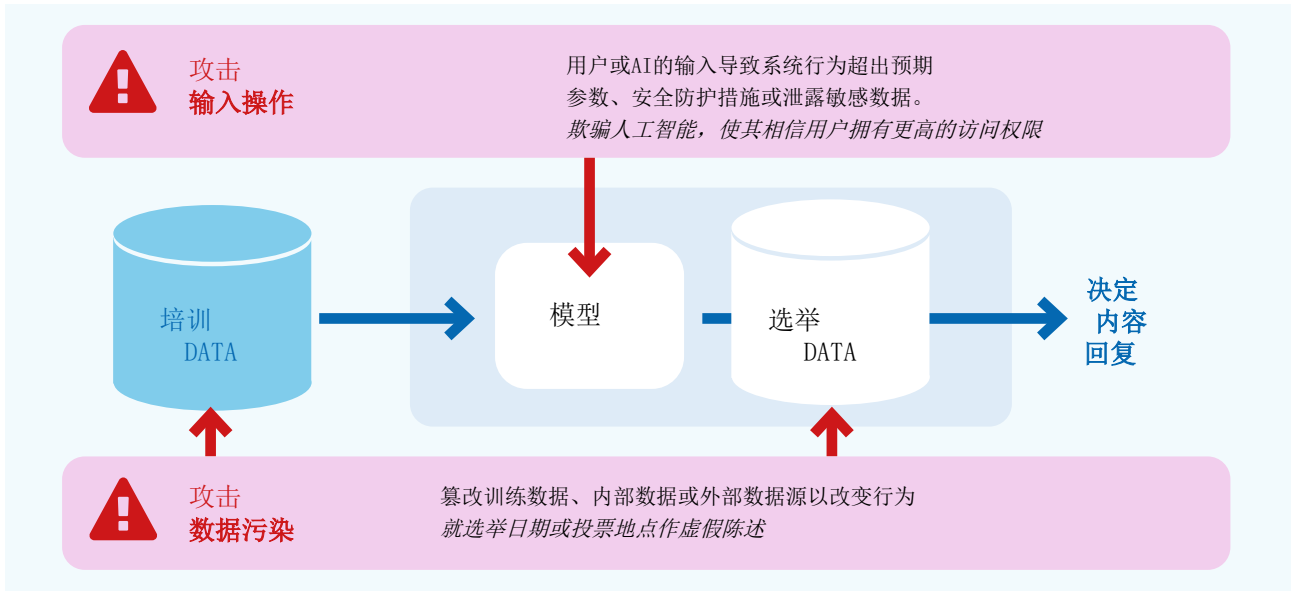 攻击
输入操作
用户或AI的输入导致系统行为超出预期
参数、安全防护措施或泄露敏感数据。
欺骗人工智能，使其相信用户拥有更高的访问权限
培训
DATA
模型
选举
DATA
决定
内容
回复
攻击
数据污染
篡改训练数据、内部数据或外部数据源以改变行为
就选举日期或投票地点作虚假陈述